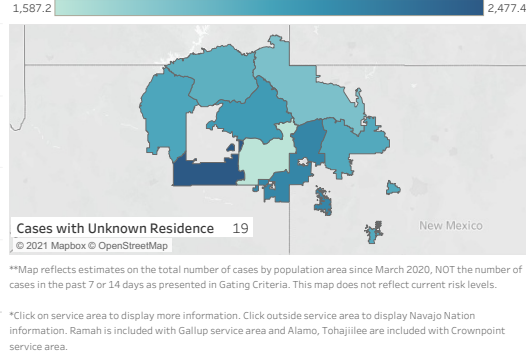 1,587.2
2,477.4
New Mexico
Cases with Unknown Residence 19
© 2021 Mapbox © OpenStreetMap
**Map reflects estimates on the total number of cases by population area since March 2020, NOT the number of
cases in the past 7 or 14 days as presented in Gating Criteria. This map does not reflect current risk levels.
*Click on service area to display more information. Click outside service area to display Navajo Nation
information. Ramah is included with Gallup service area and Alamo, Tohajiilee are included with Crownpoint
service area.